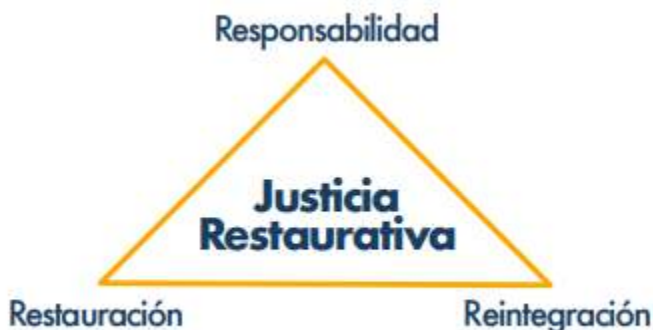 Responsabilidad
Justicia
Restaurativa
Restauración
Reintegración